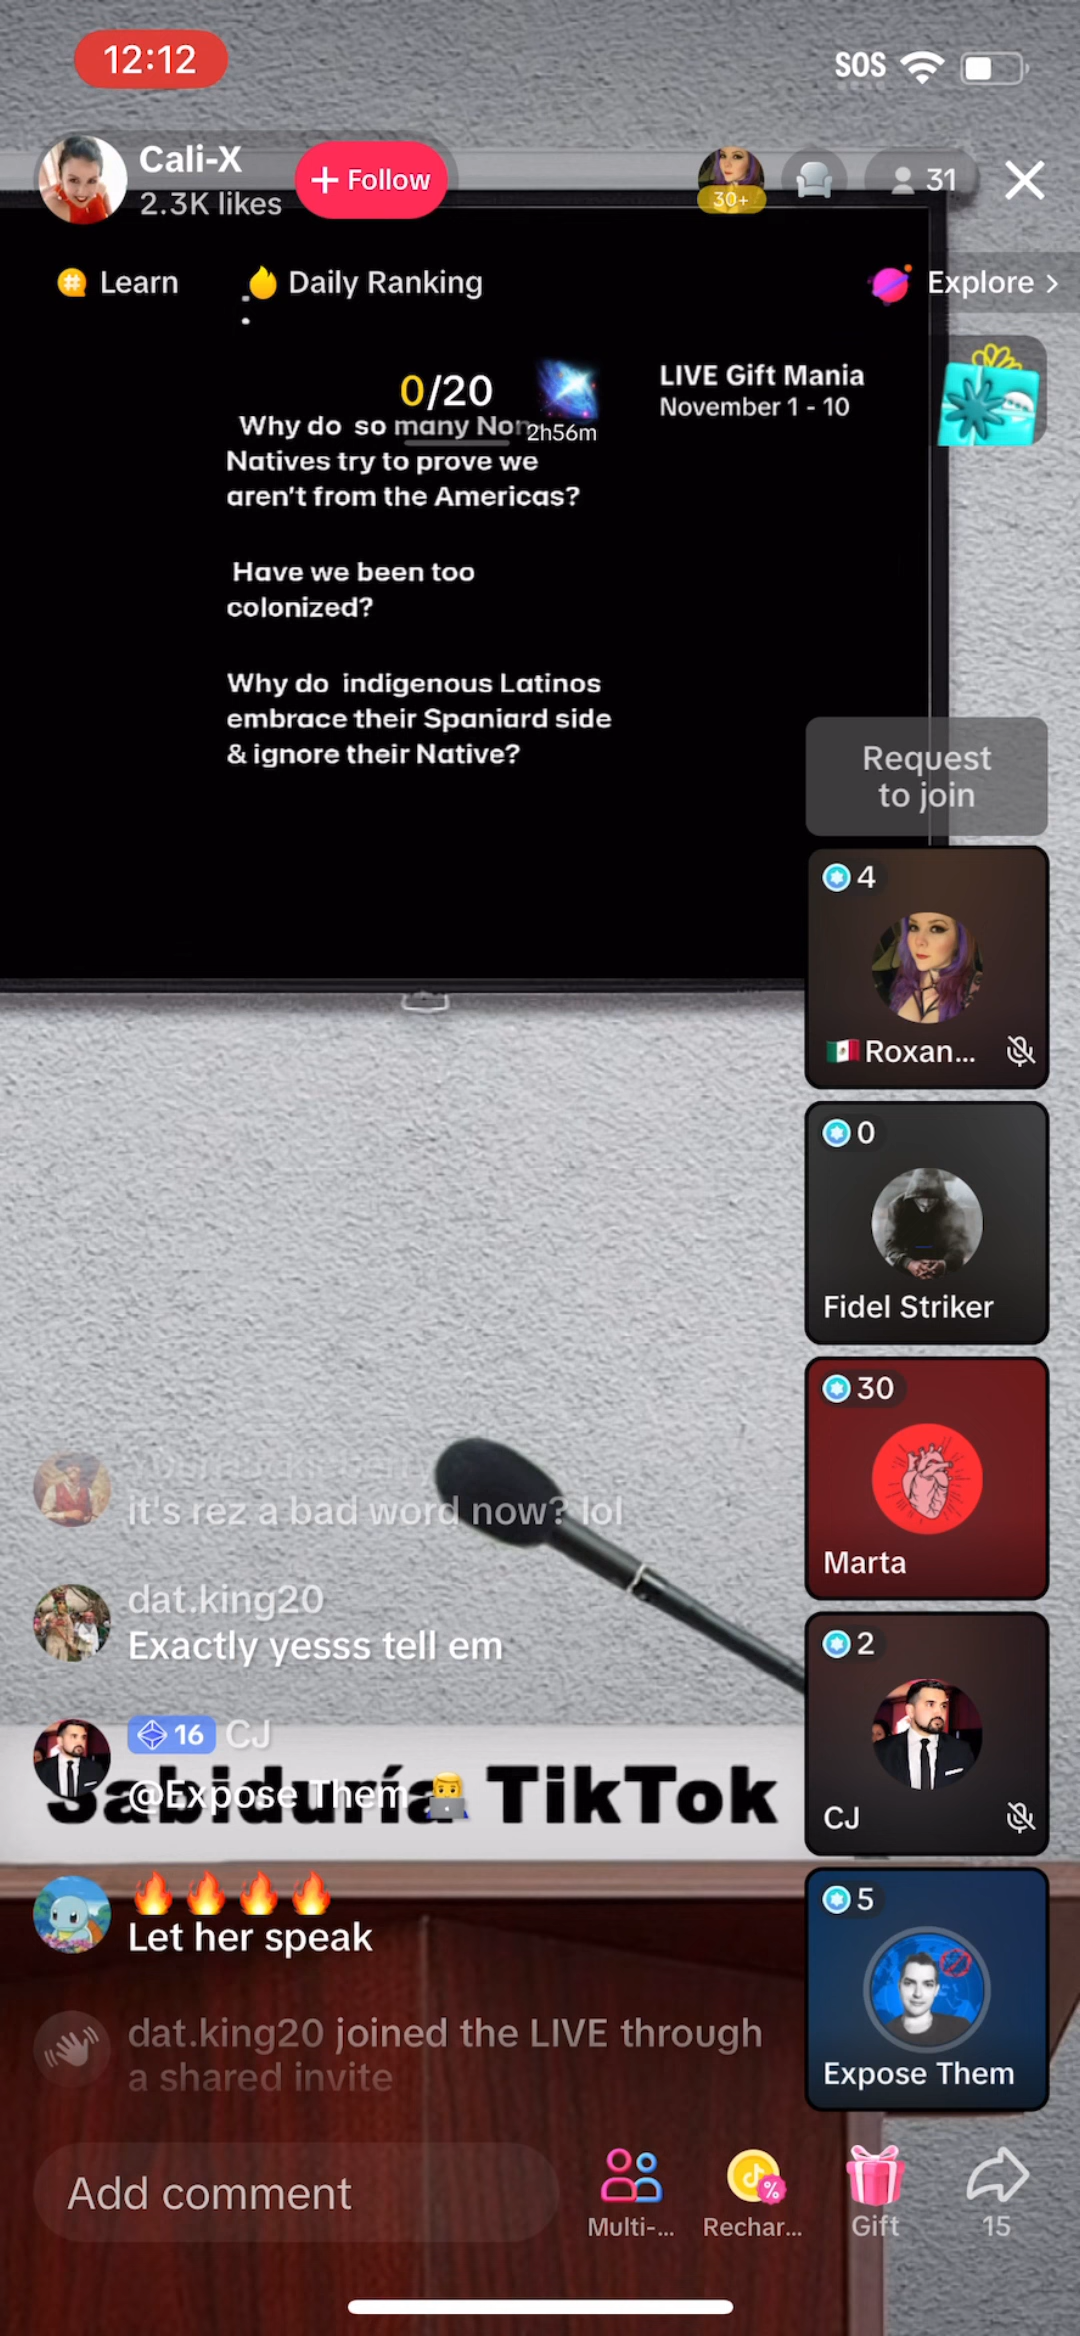 12:12
SOS
Cali-X
2.3K likes
+ Follow
30+
31
Learn
Daily Ranking
Explore >
0/20
2h56m
LIVE Gift Mania
November 1 - 10
Why do so many Non
Natives try to prove we
aren't from the Americas?
Have we been too
colonized?
Why do indigenous Latinos
embrace their Spaniard side
& ignore their Native?
Request
to join
4
🇲🇽 Roxan...
0
Fidel Striker
30
Marta
2
CJ
5
Expose Them
it's rez a bad word now? lol
dat.king20
Exactly yesss tell em
16 CJ
@Expose Them 👨‍💻
Sabiduría TikTok
🔥🔥🔥🔥
Let her speak
dat.king20 joined the LIVE through
a shared invite
Add comment
Multi-...
Rechar...
Gift
15